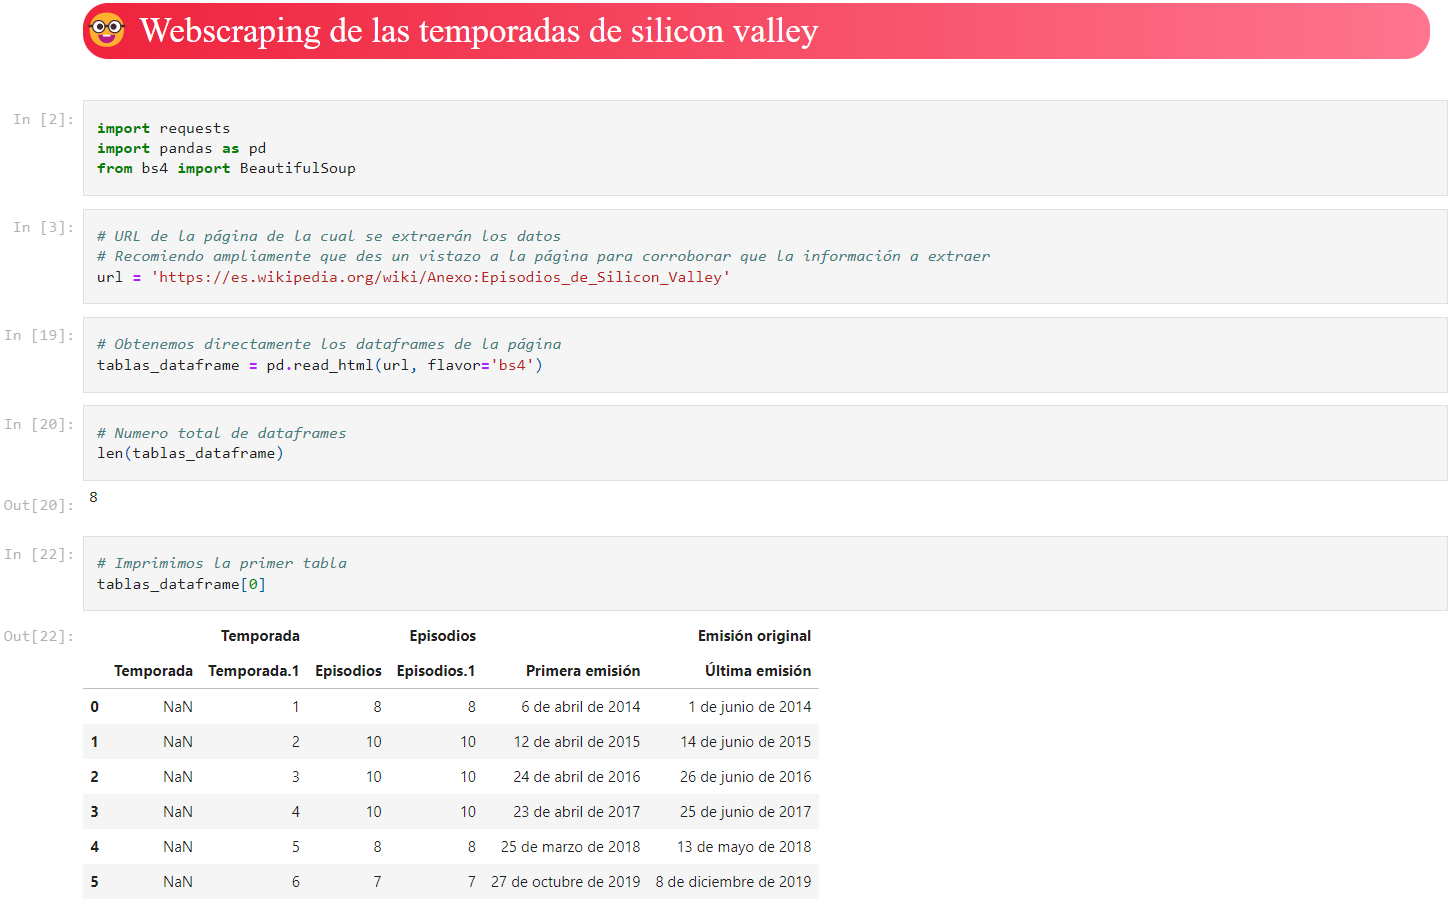 🤓 Webscraping de las temporadas de silicon valley
In [2]:
import requests
import pandas as pd
from bs4 import BeautifulSoup
In [3]:
# URL de la página de la cual se extraerán los datos
# Recomiendo ampliamente que des un vistazo a la página para corroborar que la información a extraer
url = 'https://es.wikipedia.org/wiki/Anexo:Episodios_de_Silicon_Valley'
In [19]:
# Obtenemos directamente los dataframes de la página
tablas_dataframe = pd.read_html(url, flavor='bs4')
In [20]:
# Numero total de dataframes
len(tablas_dataframe)
Out[20]:
8
In [22]:
# Imprimimos la primer tabla
tablas_dataframe[0]
Out[22]:
Temporada Episodios Emisión original
Temporada Temporada.1 Episodios Episodios.1 Primera emisión Última emisión
0 NaN 1 8 8 6 de abril de 2014 1 de junio de 2014
1 NaN 2 10 10 12 de abril de 2015 14 de junio de 2015
2 NaN 3 10 10 24 de abril de 2016 26 de junio de 2016
3 NaN 4 10 10 23 de abril de 2017 25 de junio de 2017
4 NaN 5 8 8 25 de marzo de 2018 13 de mayo de 2018
5 NaN 6 7 7 27 de octubre de 2019 8 de diciembre de 2019